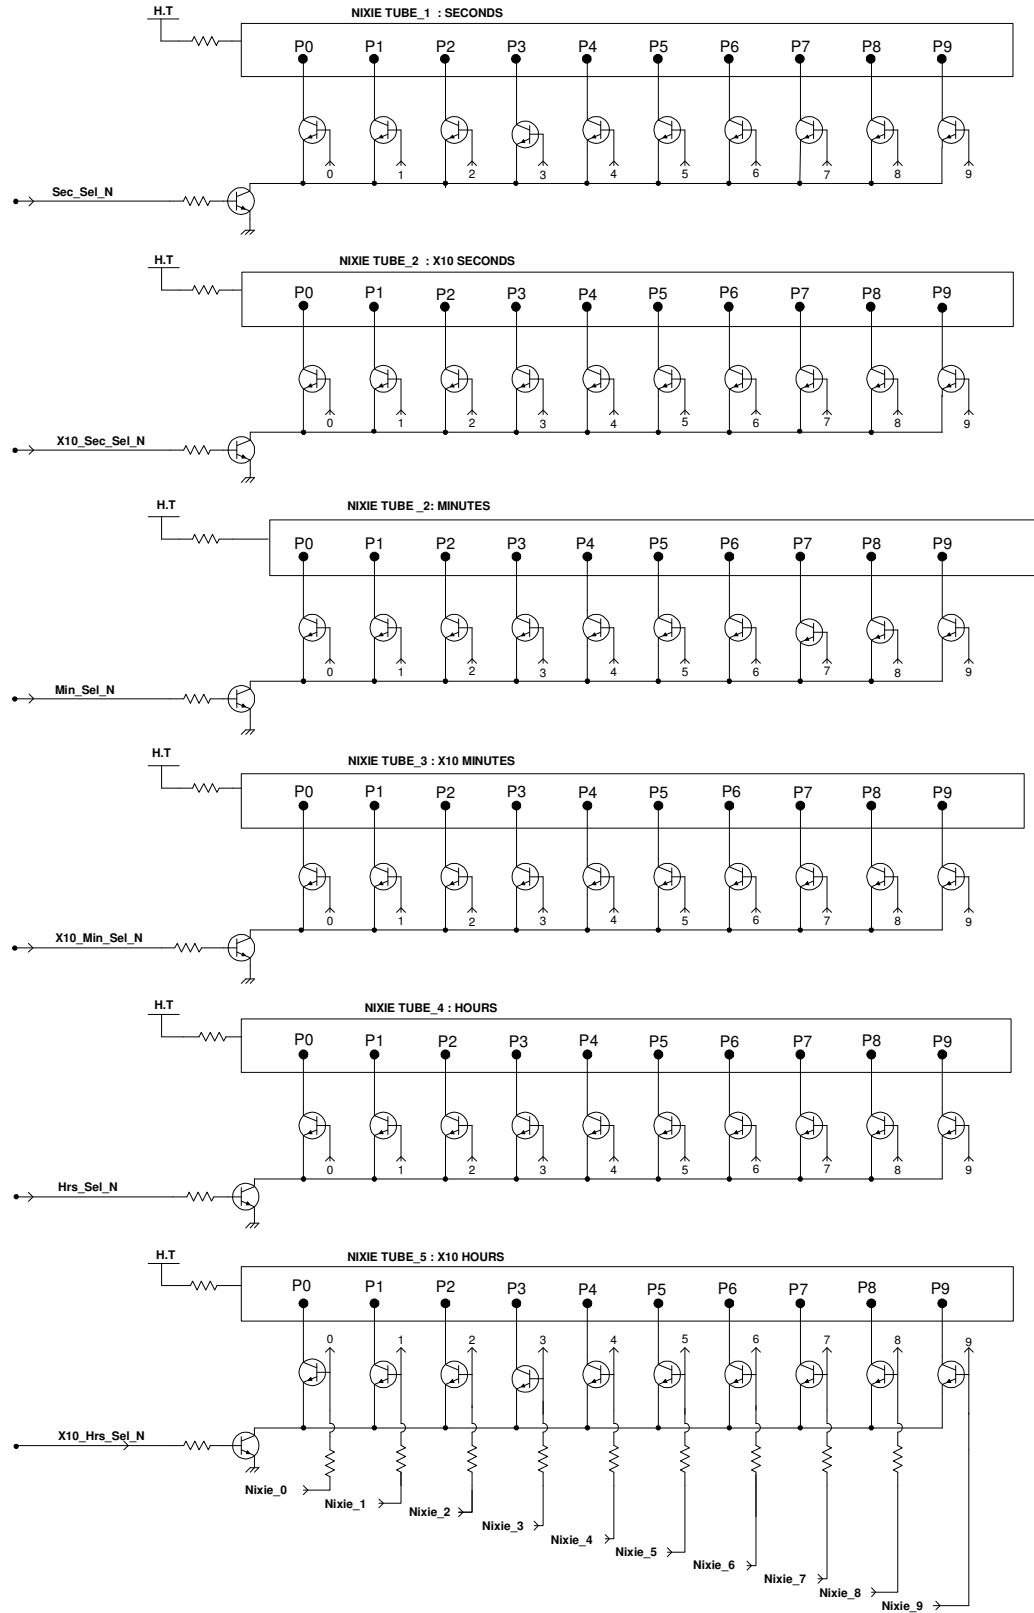 H.T
NIXIE TUBE_1 : SECONDS
P0 P1 P2 P3 P4 P5 P6 P7 P8 P9
0 1 2 3 4 5 6 7 8 9
Sec_Sel_N
H.T
NIXIE TUBE_2 : X10 SECONDS
P0 P1 P2 P3 P4 P5 P6 P7 P8 P9
0 1 2 3 4 5 6 7 8 9
X10_Sec_Sel_N
H.T
NIXIE TUBE _2: MINUTES
P0 P1 P2 P3 P4 P5 P6 P7 P8 P9
0 1 2 3 4 5 6 7 8 9
Min_Sel_N
H.T
NIXIE TUBE_3 : X10 MINUTES
P0 P1 P2 P3 P4 P5 P6 P7 P8 P9
0 1 2 3 4 5 6 7 8 9
X10_Min_Sel_N
H.T
NIXIE TUBE_4 : HOURS
P0 P1 P2 P3 P4 P5 P6 P7 P8 P9
0 1 2 3 4 5 6 7 8 9
Hrs_Sel_N
H.T
NIXIE TUBE_5 : X10 HOURS
P0 P1 P2 P3 P4 P5 P6 P7 P8 P9
0 1 2 3 4 5 6 7 8 9
X10_Hrs_Sel_N
Nixie_0
Nixie_1
Nixie_2
Nixie_3
Nixie_4
Nixie_5
Nixie_6
Nixie_7
Nixie_8
Nixie_9